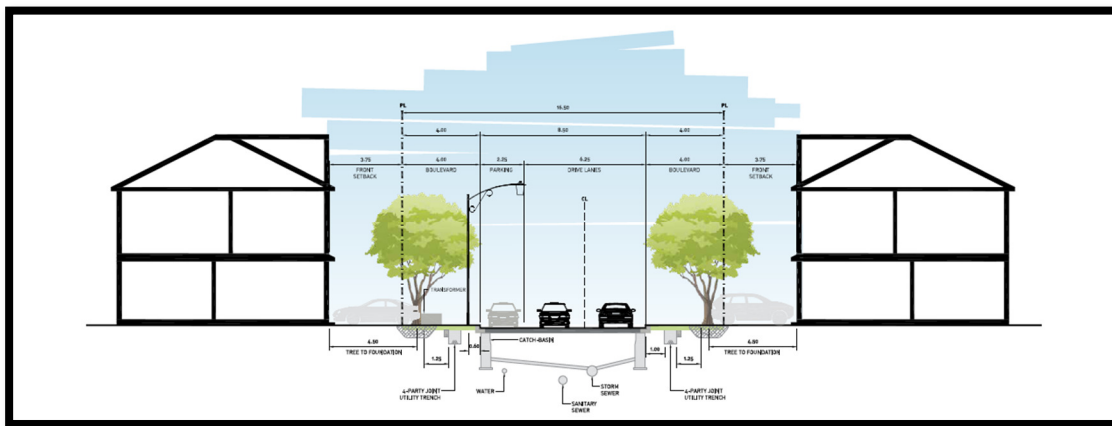 PL
PL
16.50
4.00
8.50
4.00
3.75
4.00
2.25
6.25
4.00
3.75
FRONT
SETBACK
BOULEVARD
PARKING
DRIVE LANES
BOULEVARD
FRONT
SETBACK
CL
TRANSFORMER
4.50
TREE TO FOUNDATION
1.25
0.60
CATCH-BASIN
1.00
1.25
4.50
TREE TO FOUNDATION
4-PARTY JOINT
UTILITY TRENCH
WATER
SANITARY
SEWER
STORM
SEWER
4-PARTY JOINT
UTILITY TRENCH